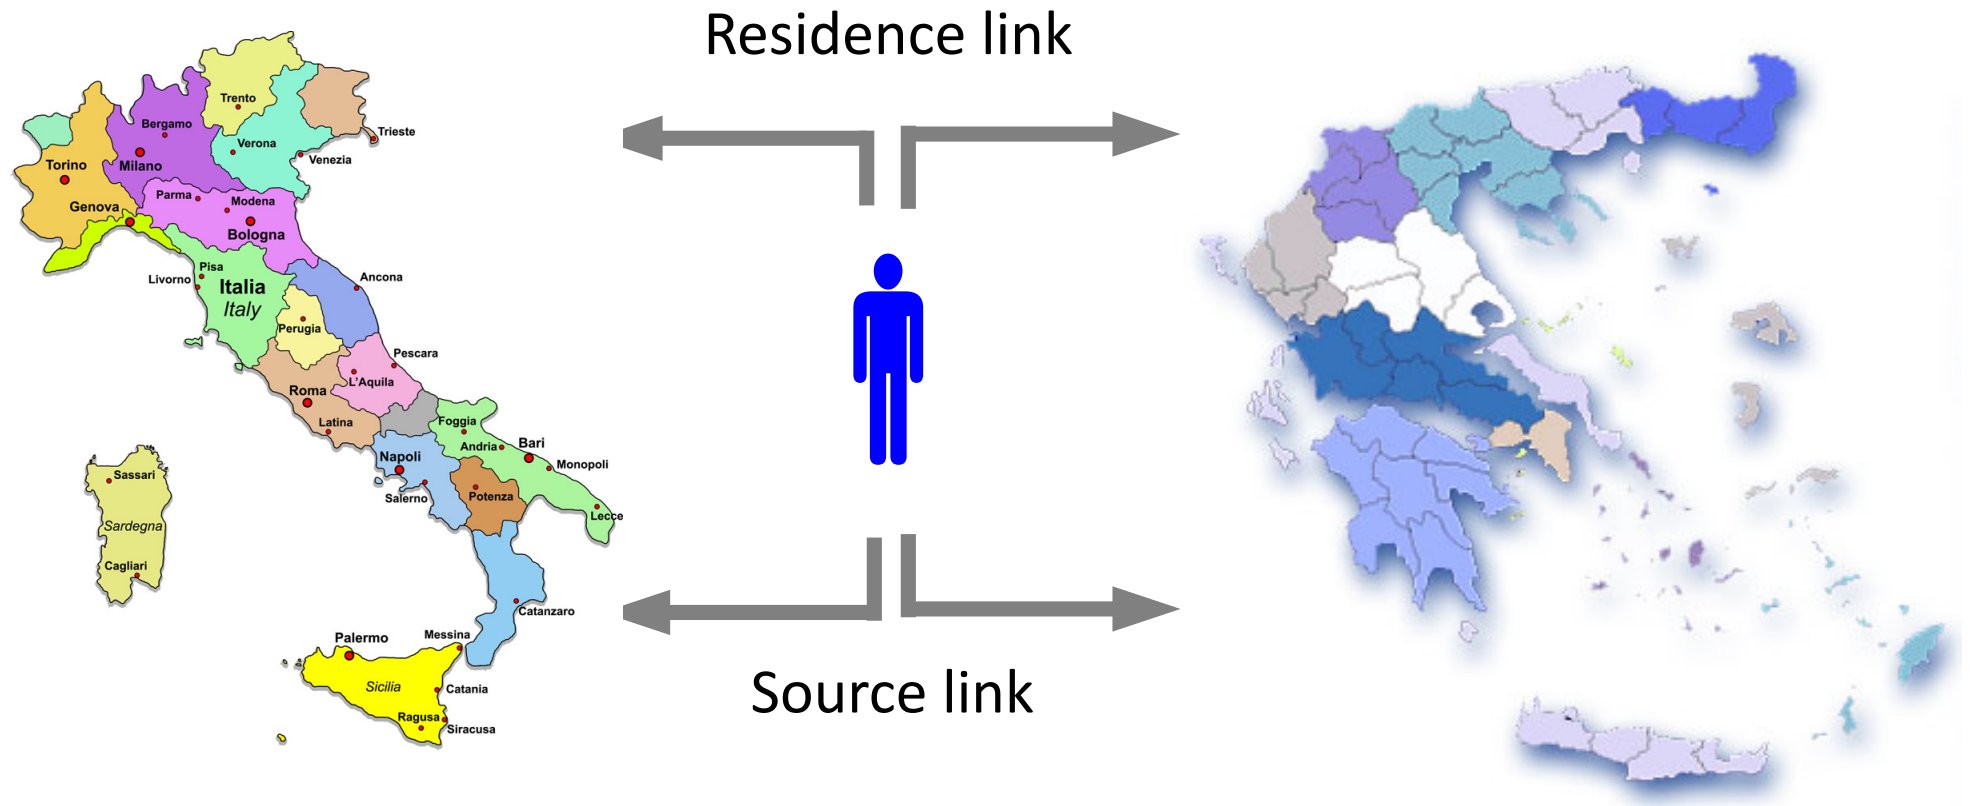 Residence link
Trento
Bergamo
Trieste
Verona
Milano
Venezia
Torino
Parma
Modena
Genova
Bologna
Pisa
Livorno
Italia
Italy
Ancona
Perugia
Pescara
L'Aquila
Roma
Latina
Foggia
Andria
Bari
Napoli
Monopoli
Sassari
Salerno
Potenza
Lecce
Sardegna
Cagliari
Catanzaro
Messina
Palermo
Sicilia
Catania
Ragusa
Siracusa
Source link